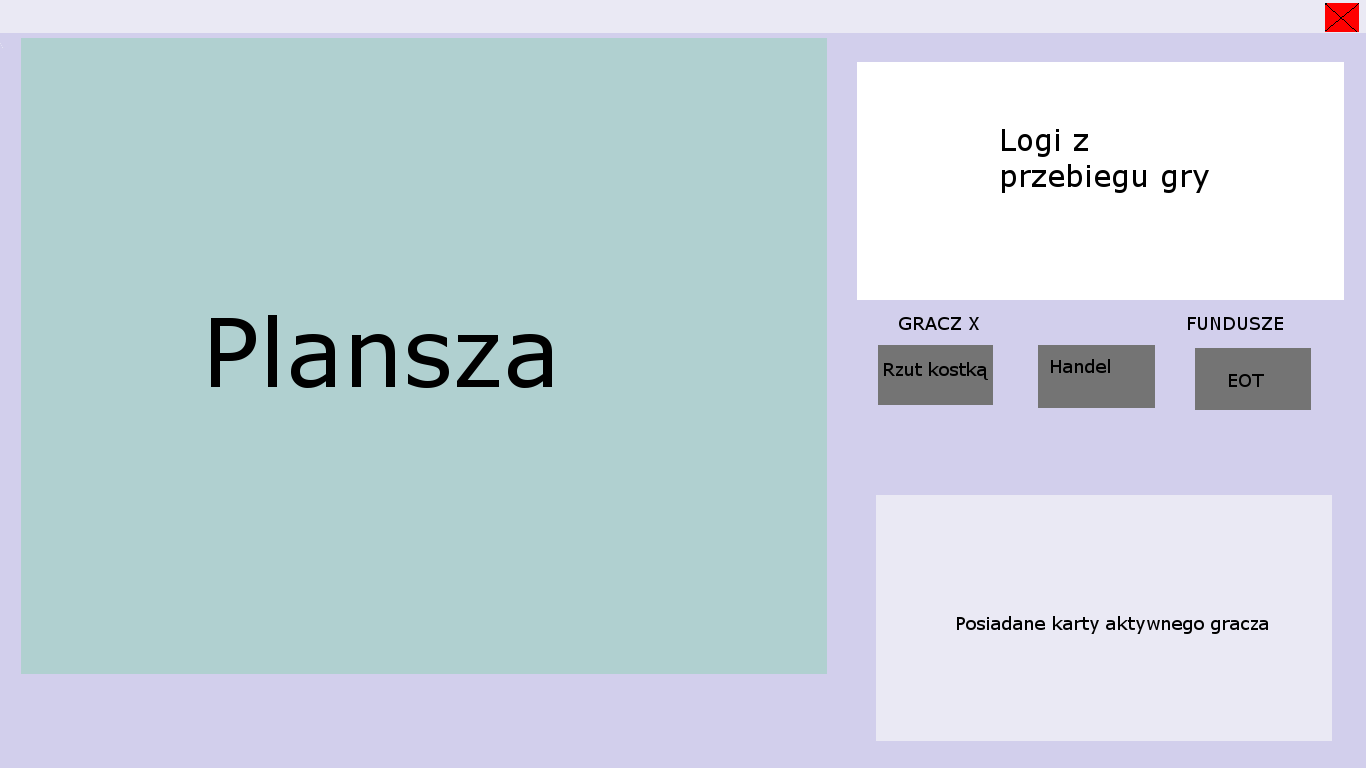 Plansza
Logi z
przebiegu gry
GRACZ X
FUNDUSZE
Rzut kostką
Handel
EOT
Posiadane karty aktywnego gracza